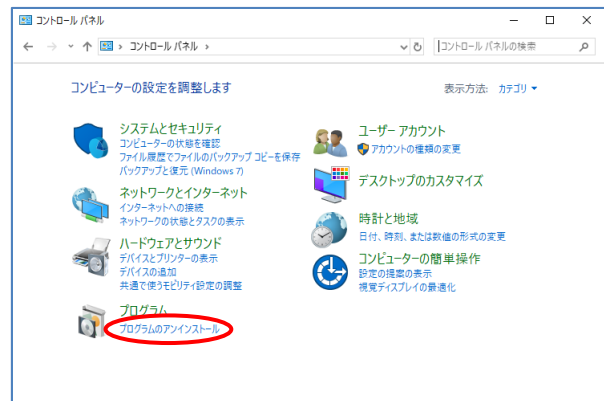 コントロール パネル
コントロール パネル
コントロール パネルの検索
コンピューターの設定を調整します
表示方法: カテゴリ
システムとセキュリティ
コンピューターの状態を確認
ファイル履歴でファイルのバックアップ コピーを保存
バックアップと復元 (Windows 7)
ネットワークとインターネット
インターネットへの接続
ネットワークの状態とタスクの表示
ハードウェアとサウンド
デバイスとプリンターの表示
デバイスの追加
共通で使うモビリティ設定の調整
プログラム
プログラムのアンインストール
ユーザー アカウント
アカウントの種類の変更
デスクトップのカスタマイズ
時計と地域
日付、時刻、または数値の形式の変更
コンピューターの簡単操作
設定の提案の表示
視覚ディスプレイの最適化